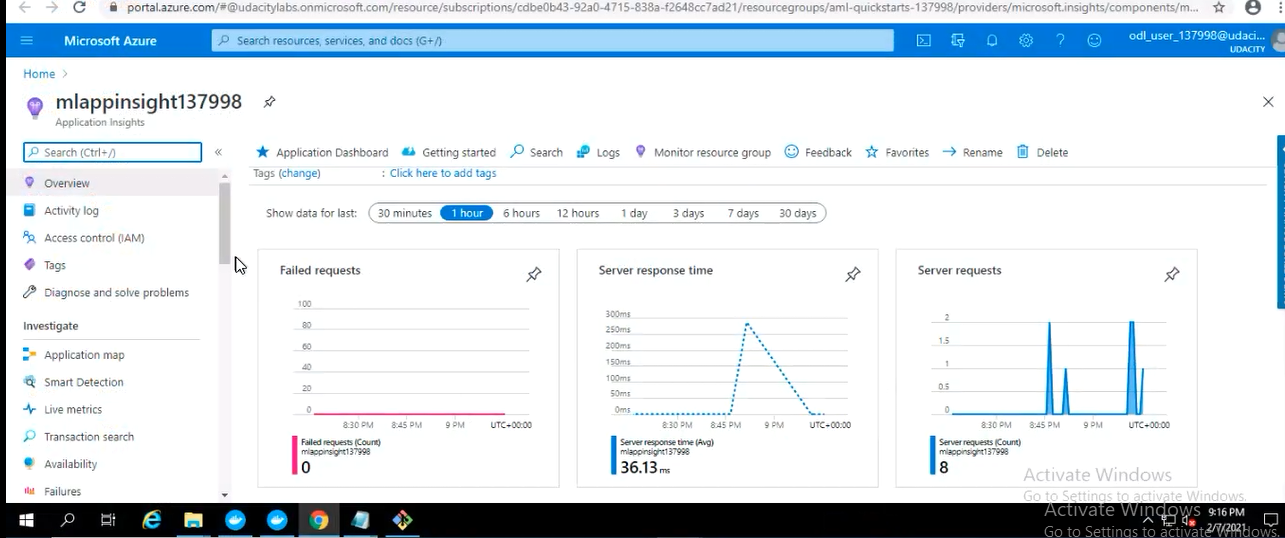 portal.azure.com/#@udacitylabs.onmicrosoft.com/resource/subscriptions/cdbe0b43-92a0-4715-838a-f2648cc7ad21/resourcegroups/aml-quickstarts-137998/providers/microsoft.insights/components/m...
Microsoft Azure
Search resources, services, and docs (G+/)
odl_user_137998@udaci...
UDACITY
Home >
mlappinsight137998
Application Insights
Search (Ctrl+/)
«
Application Dashboard Getting started Search Logs Monitor resource group Feedback Favorites Rename Delete
Tags (change) : Click here to add tags
Overview
Activity log
Access control (IAM)
Tags
Diagnose and solve problems
Investigate
Application map
Smart Detection
Live metrics
Transaction search
Availability
Failures
Show data for last: 30 minutes 1 hour 6 hours 12 hours 1 day 3 days 7 days 30 days
Failed requests
100
80
60
40
20
0
8:30 PM 8:45 PM 9 PM UTC+00:00
Failed requests (Count)
mlappinsight137998
0
Server response time
300ms
250ms
200ms
150ms
100ms
50ms
0ms
8:30 PM 8:45 PM 9 PM UTC+00:00
Server response time (Avg)
mlappinsight137998
36.13 ms
Server requests
2
1.5
1
0.5
0
8:30 PM 8:45 PM 9 PM UTC+00:00
Server requests (Count)
mlappinsight137998
8
Activate Windows
Go to Settings to activate Windows.
Activate Windows
Go to Settings to activate Windows.
9:16 PM
2/7/2021